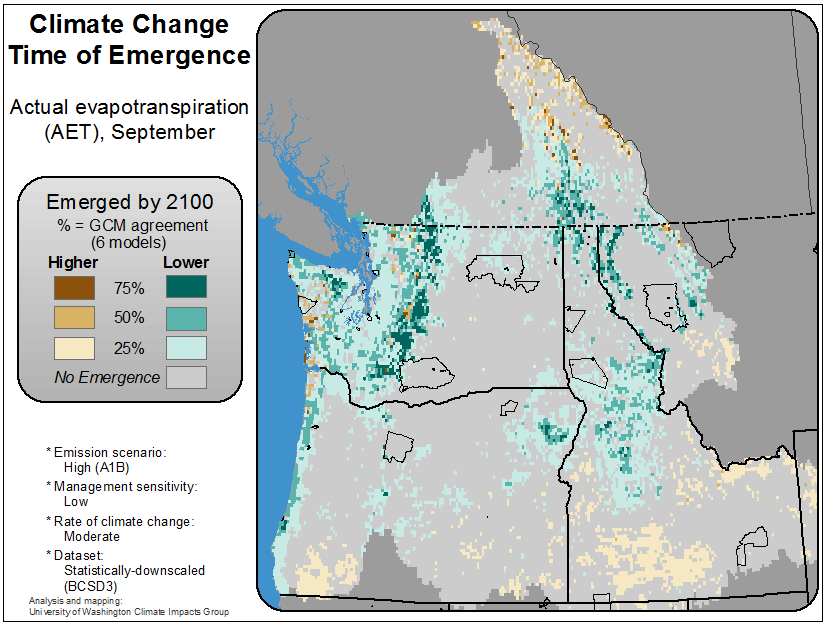 Climate Change
Time of Emergence
Actual evapotranspiration
(AET), September
Emerged by 2100
% = GCM agreement
(6 models)
Higher Lower
75%
50%
25%
No Emergence
* Emission scenario:
High (A1B)
* Management sensitivity:
Low
* Rate of climate change:
Moderate
* Dataset:
Statistically-downscaled
(BCSD3)
Analysis and mapping:
University of Washington Climate Impacts Group